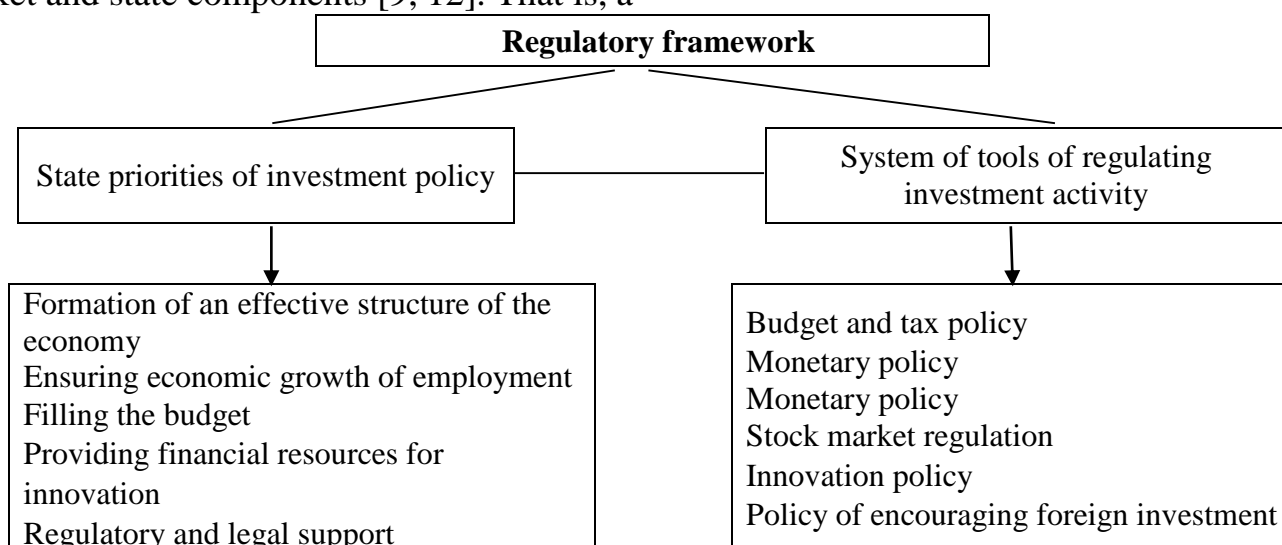 ket and state components [9, 12]. That is, a
Regulatory framework
State priorities of investment policy
System of tools of regulating
investment activity
Formation of an effective structure of the
economy
Ensuring economic growth of employment
Filling the budget
Providing financial resources for
innovation
Regulatory and legal support
Budget and tax policy
Monetary policy
Monetary policy
Stock market regulation
Innovation policy
Policy of encouraging foreign investment